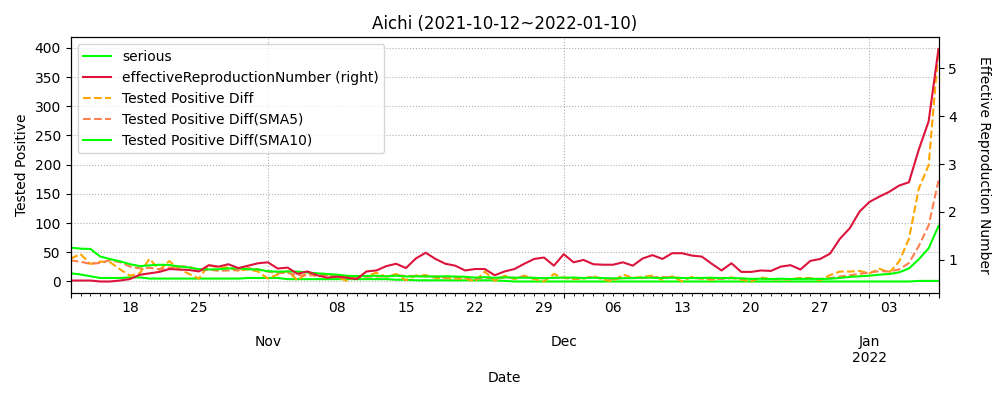 Aichi (2021-10-12~2022-01-10)
serious
effectiveReproductionNumber (right)
Tested Positive Diff
Tested Positive Diff(SMA5)
Tested Positive Diff(SMA10)
Tested Positive
400
350
300
250
200
150
100
50
0
Effective Reproduction Number
5
4
3
2
1
18 25 08 15 22 29 06 13 20 27 03
Nov Dec Jan
2022
Date